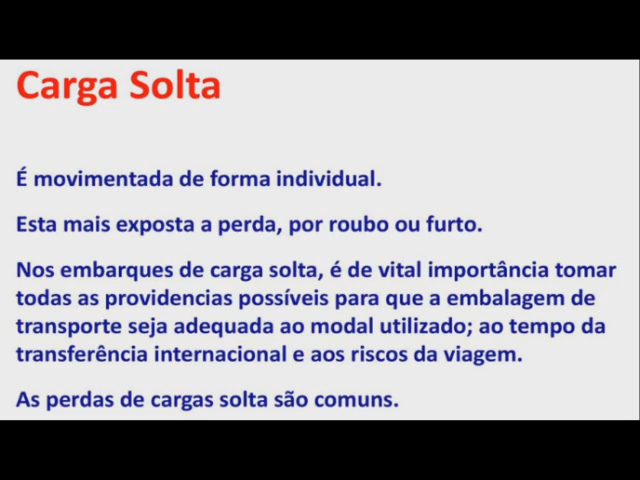 Carga Solta
É movimentada de forma individual.
Esta mais exposta a perda, por roubo ou furto.
Nos embarques de carga solta, é de vital importância tomar
todas as providencias possíveis para que a embalagem de
transporte seja adequada ao modal utilizado; ao tempo da
transferência internacional e aos riscos da viagem.
As perdas de cargas solta são comuns.